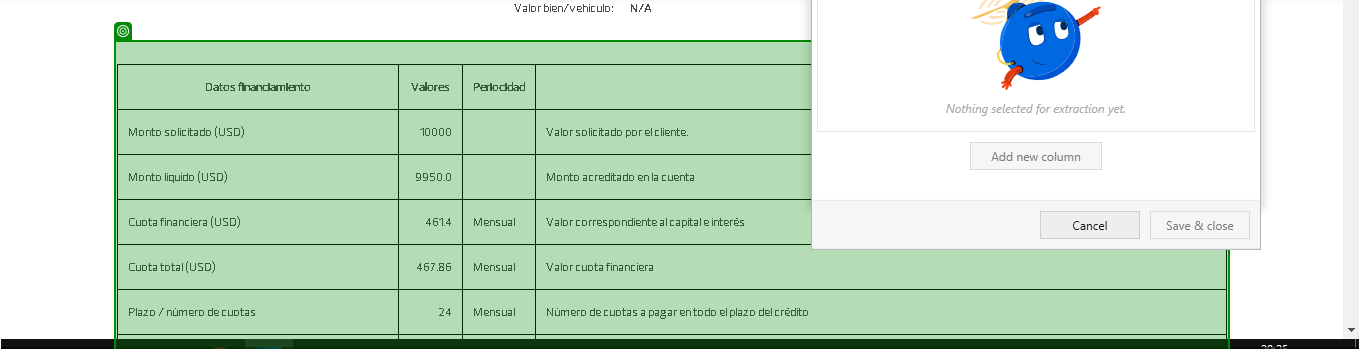 Valor bien/vehículo: N/A
Datos financiamiento Valores Periocidad
Monto solicitado (USD) 10000 Valor solicitado por el cliente.
Monto liquido (USD) 9950.0 Monto acreditado en la cuenta
Cuota financiera (USD) 461.4 Mensual Valor correspondiente al capital e interés
Cuota total (USD) 467.86 Mensual Valor cuota financiera
Plazo / número de cuotas 24 Mensual Número de cuotas a pagar en todo el plazo del crédito
Nothing selected for extraction yet.
Add new column
Cancel Save & close